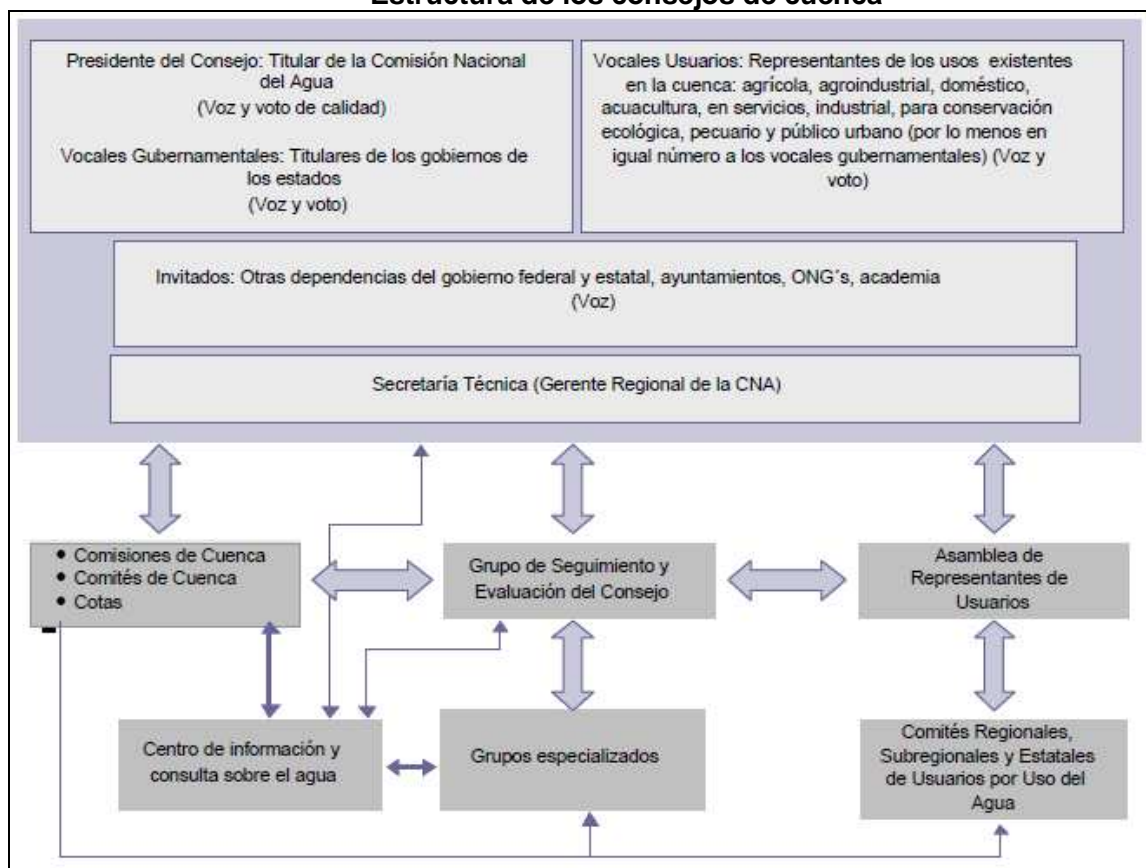 Estructura de los consejos de cuenca
Presidente del Consejo: Titular de la Comisión Nacional
del Agua
(Voz y voto de calidad)
Vocales Gubernamentales: Titulares de los gobiernos de
los estados
(Voz y voto)
Vocales Usuarios: Representantes de los usos existentes
en la cuenca: agrícola, agroindustrial, doméstico,
acuacultura, en servicios, industrial, para conservación
ecológica, pecuario y público urbano (por lo menos en
igual número a los vocales gubernamentales) (Voz y
voto)
Invitados: Otras dependencias del gobierno federal y estatal, ayuntamientos, ONG´s, academia
(Voz)
Secretaría Técnica (Gerente Regional de la CNA)
• Comisiones de Cuenca
• Comités de Cuenca
• Cotas
Grupo de Seguimiento y
Evaluación del Consejo
Asamblea de
Representantes de
Usuarios
Centro de información y
consulta sobre el agua
Grupos especializados
Comités Regionales,
Subregionales y Estatales
de Usuarios por Uso del
Agua